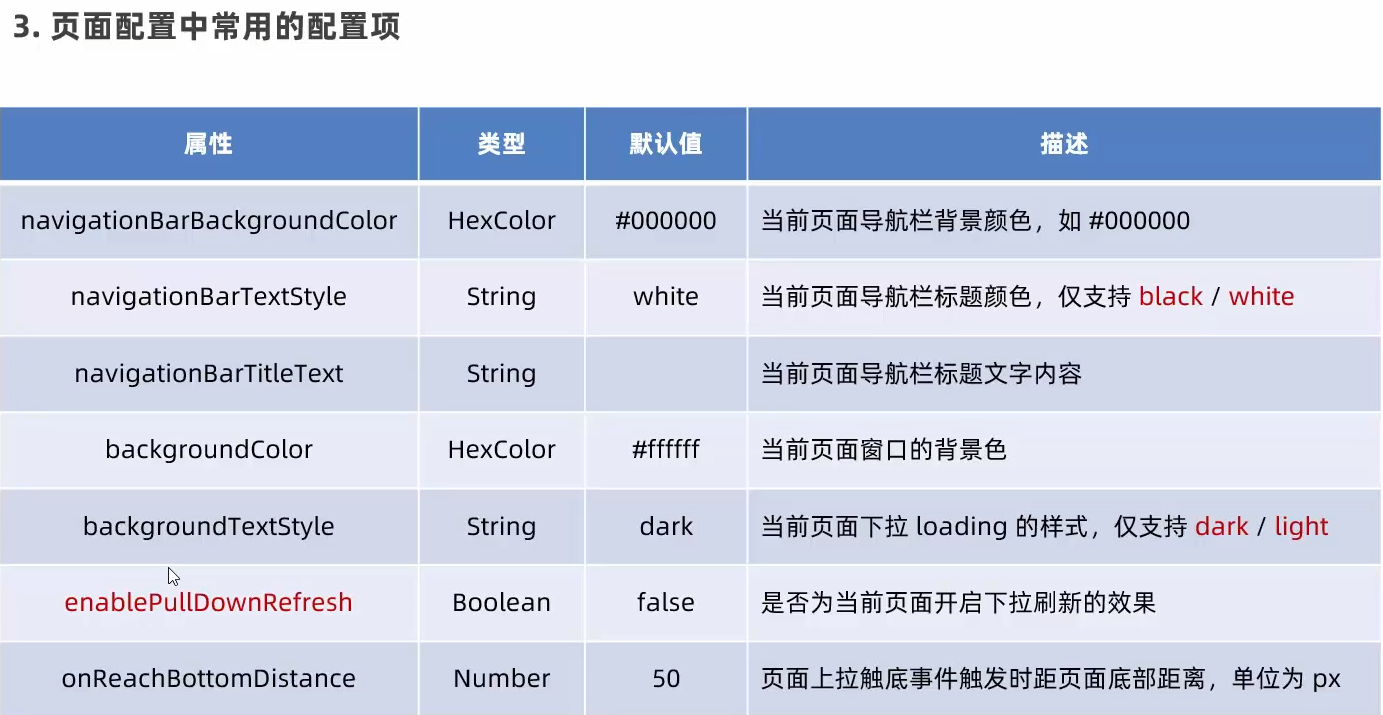 3. 页面配置中常用的配置项
属性 类型 默认值 描述
navigationBarBackgroundColor HexColor #000000 当前页面导航栏背景颜色，如 #000000
navigationBarTextStyle String white 当前页面导航栏标题颜色，仅支持 black / white
navigationBarTitleText String 当前页面导航栏标题文字内容
backgroundColor HexColor #ffffff 当前页面窗口的背景色
backgroundTextStyle String dark 当前页面下拉 loading 的样式，仅支持 dark / light
enablePullDownRefresh Boolean false 是否为当前页面开启下拉刷新的效果
onReachBottomDistance Number 50 页面上拉触底事件触发时距页面底部距离，单位为 px